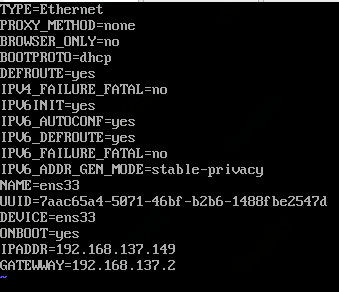 TYPE=Ethernet
PROXY_METHOD=none
BROWSER_ONLY=no
BOOTPROTO=dhcp
DEFROUTE=yes
IPV4_FAILURE_FATAL=no
IPV6INIT=yes
IPV6_AUTOCONF=yes
IPV6_DEFROUTE=yes
IPV6_FAILURE_FATAL=no
IPV6_ADDR_GEN_MODE=stable-privacy
NAME=ens33
UUID=7aac65a4-5071-46bf-b2b6-1488fbe2547d
DEVICE=ens33
ONBOOT=yes
IPADDR=192.168.137.149
GATEWWAY=192.168.137.2
~